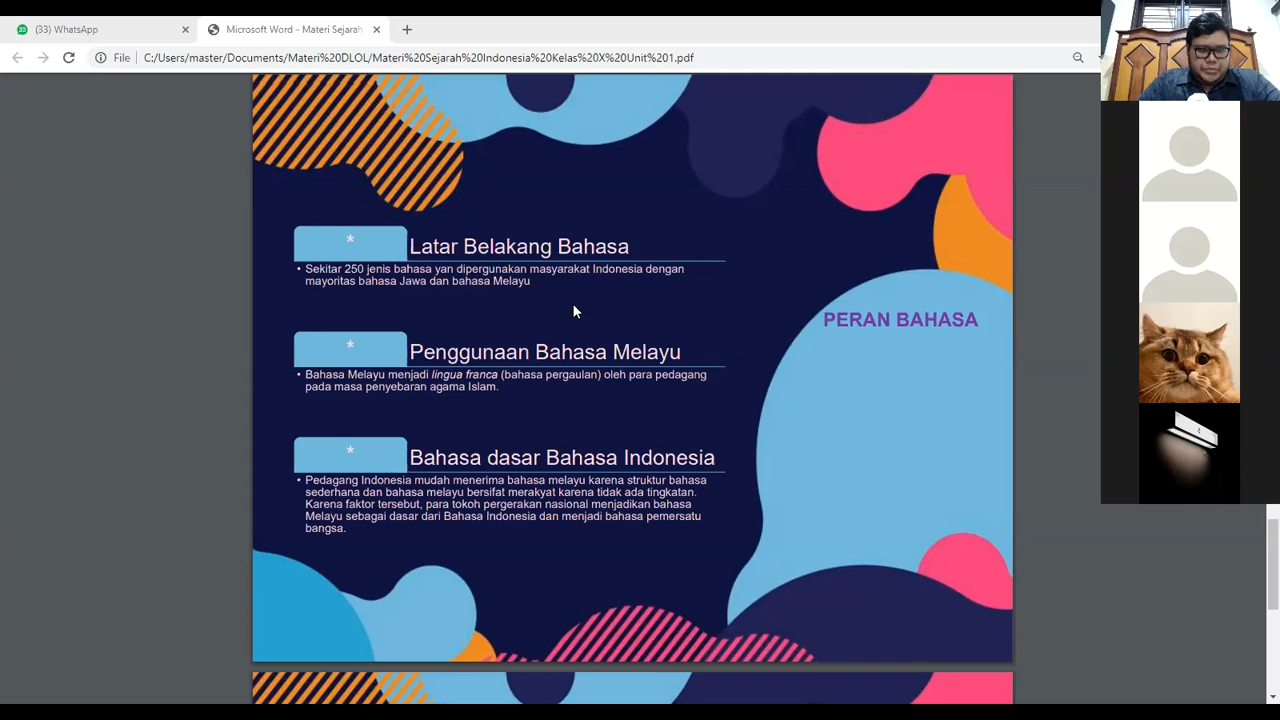 (33) WhatsApp
Microsoft Word - Materi Sejarah
File
C:/Users/master/Documents/Materi%20DLOL/Materi%20Sejarah%20Indonesia%20Kelas%20X%20Unit%201.pdf
*
Latar Belakang Bahasa
• Sekitar 250 jenis bahasa yan dipergunakan masyarakat Indonesia dengan
mayoritas bahasa Jawa dan bahasa Melayu
PERAN BAHASA
*
Penggunaan Bahasa Melayu
• Bahasa Melayu menjadi lingua franca (bahasa pergaulan) oleh para pedagang
pada masa penyebaran agama Islam.
*
Bahasa dasar Bahasa Indonesia
• Pedagang Indonesia mudah menerima bahasa melayu karena struktur bahasa
sederhana dan bahasa melayu bersifat merakyat karena tidak ada tingkatan.
Karena faktor tersebut, para tokoh pergerakan nasional menjadikan bahasa
Melayu sebagai dasar dari Bahasa Indonesia dan menjadi bahasa pemersatu
bangsa.